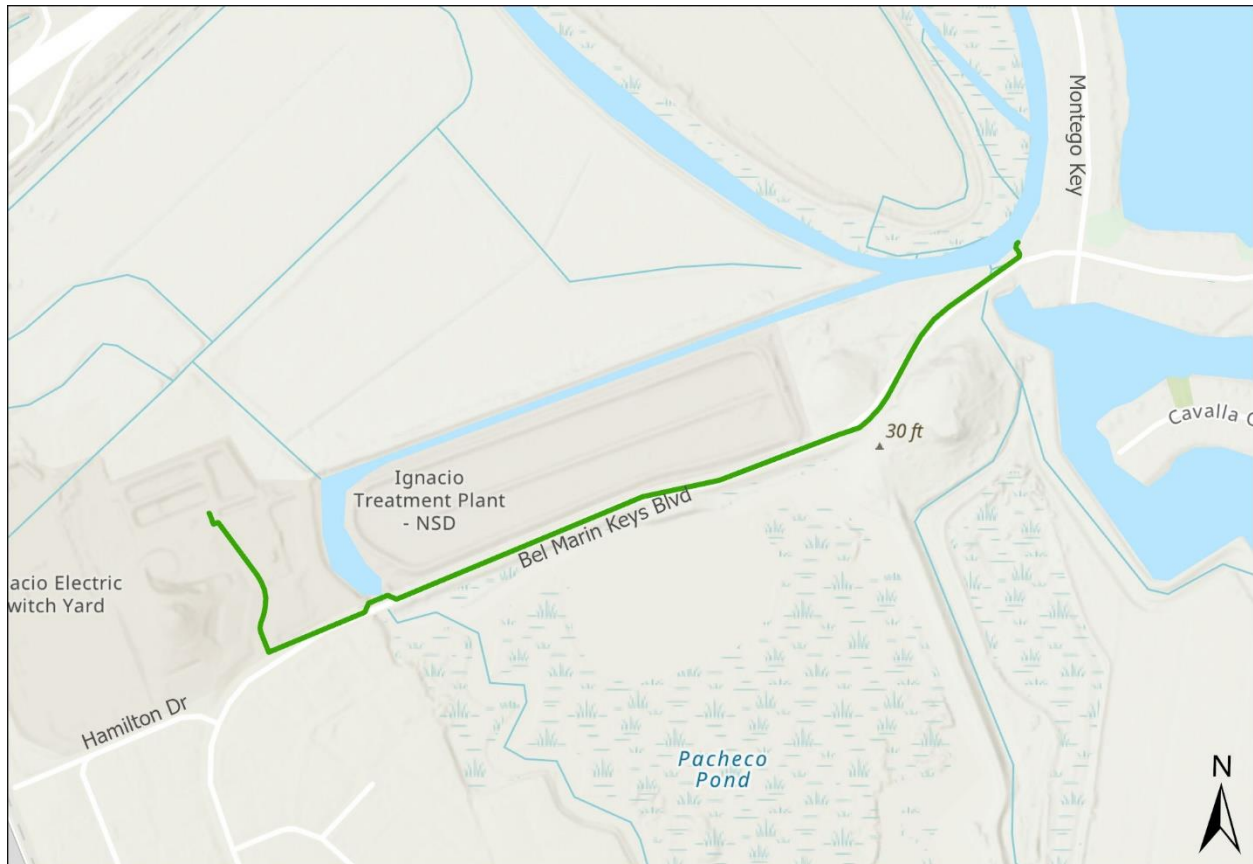 Montego Key
Cavalla C
30 ft
Ignacio
Treatment Plant
- NSD
Bel Marin Keys Blvd
acio Electric
witch Yard
Hamilton Dr
Pacheco
Pond
N